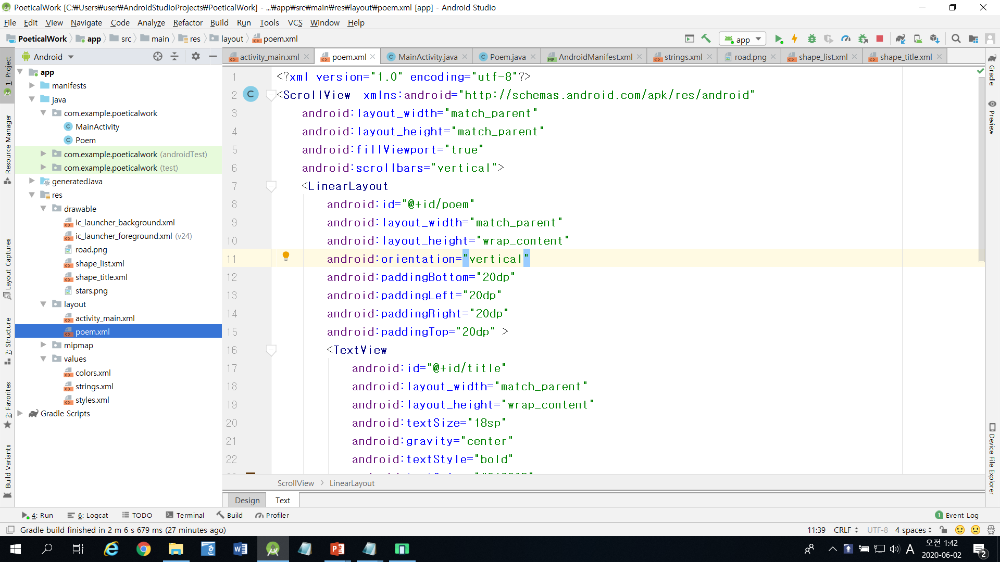 PoeticalWork [C:₩Users₩user₩AndroidStudioProjects₩PoeticalWork] - ...₩app₩src₩main₩res₩layout₩poem.xml [app] - Android Studio
File Edit View Navigate Code Analyze Refactor Build Run Tools VCS Window Help
PoeticalWork app src main res layout poem.xml app
Android
activity_main.xml poem.xml MainActivity.java Poem.java AndroidManifest.xml strings.xml road.png shape_list.xml shape_title.xml
1: Project
Resource Manager
Layout Captures
7: Structure
2: Favorites
Build Variants
app
manifests
java
com.example.poeticalwork
MainActivity
Poem
com.example.poeticalwork (androidTest)
com.example.poeticalwork (test)
generatedJava
res
drawable
ic_launcher_background.xml
ic_launcher_foreground.xml (v24)
road.png
shape_list.xml
shape_title.xml
stars.png
layout
activity_main.xml
poem.xml
mipmap
values
colors.xml
strings.xml
styles.xml
Gradle Scripts
1 <?xml version="1.0" encoding="utf-8"?>
2 <ScrollView  xmlns:android="http://schemas.android.com/apk/res/android"
3 android:layout_width="match_parent"
4 android:layout_height="match_parent"
5 android:fillViewport="true"
6 android:scrollbars="vertical">
7 <LinearLayout
8 android:id="@+id/poem"
9 android:layout_width="match_parent"
10 android:layout_height="wrap_content"
11 android:orientation="vertical"
12 android:paddingBottom="20dp"
13 android:paddingLeft="20dp"
14 android:paddingRight="20dp"
15 android:paddingTop="20dp" >
16 <TextView
17 android:id="@+id/title"
18 android:layout_width="match_parent"
19 android:layout_height="wrap_content"
20 android:textSize="18sp"
21 android:gravity="center"
22 android:textStyle="bold"
ScrollView LinearLayout
Design Text
Gradle
Preview
Device File Explorer
4: Run 6: Logcat TODO Terminal Build Profiler 1 Event Log
Gradle build finished in 2 m 6 s 679 ms (27 minutes ago) 11:39 CRLF UTF-8 4 spaces
A 오전 1:42
2020-06-02 2